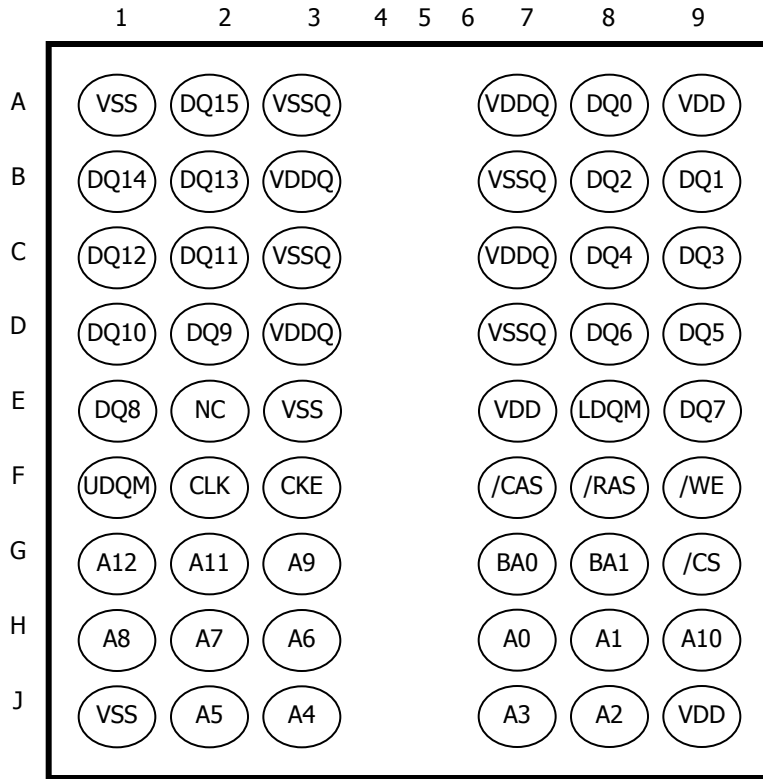 1 2 3 4 5 6 7 8 9
A VSS DQ15 VSSQ VDDQ DQ0 VDD
B DQ14 DQ13 VDDQ VSSQ DQ2 DQ1
C DQ12 DQ11 VSSQ VDDQ DQ4 DQ3
D DQ10 DQ9 VDDQ VSSQ DQ6 DQ5
E DQ8 NC VSS VDD LDQM DQ7
F UDQM CLK CKE /CAS /RAS /WE
G A12 A11 A9 BA0 BA1 /CS
H A8 A7 A6 A0 A1 A10
J VSS A5 A4 A3 A2 VDD